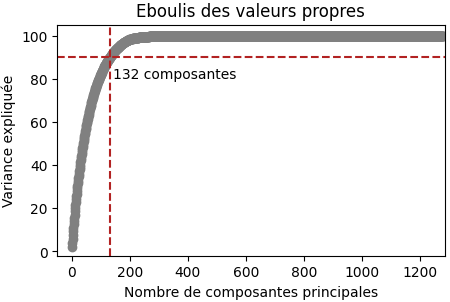 Eboulis des valeurs propres
100
80
60
40
20
0
Variance expliquée
132 composantes
0 200 400 600 800 1000 1200
Nombre de composantes principales